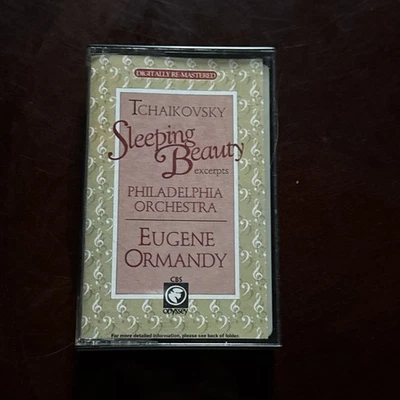 DIGITALLY RE-MASTERED
TCHAIKOVSKY
Sleeping
Beauty
excerpts
PHILADELPHIA
ORCHESTRA
EUGENE
ORMANDY
CBS
odyssey
For more detailed information, please see back of folder.